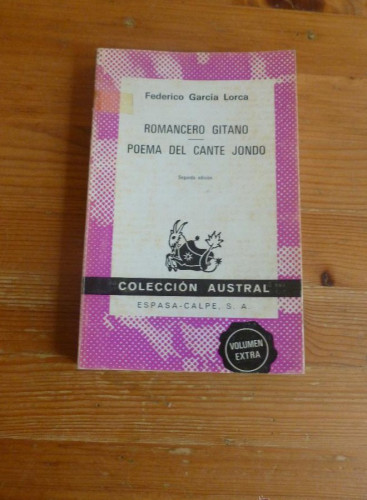 Federico García Lorca
ROMANCERO GITANO
POEMA DEL CANTE JONDO
Segunda edición
COLECCIÓN AUSTRAL
ESPASA-CALPE, S. A.
VOLUMEN
EXTRA